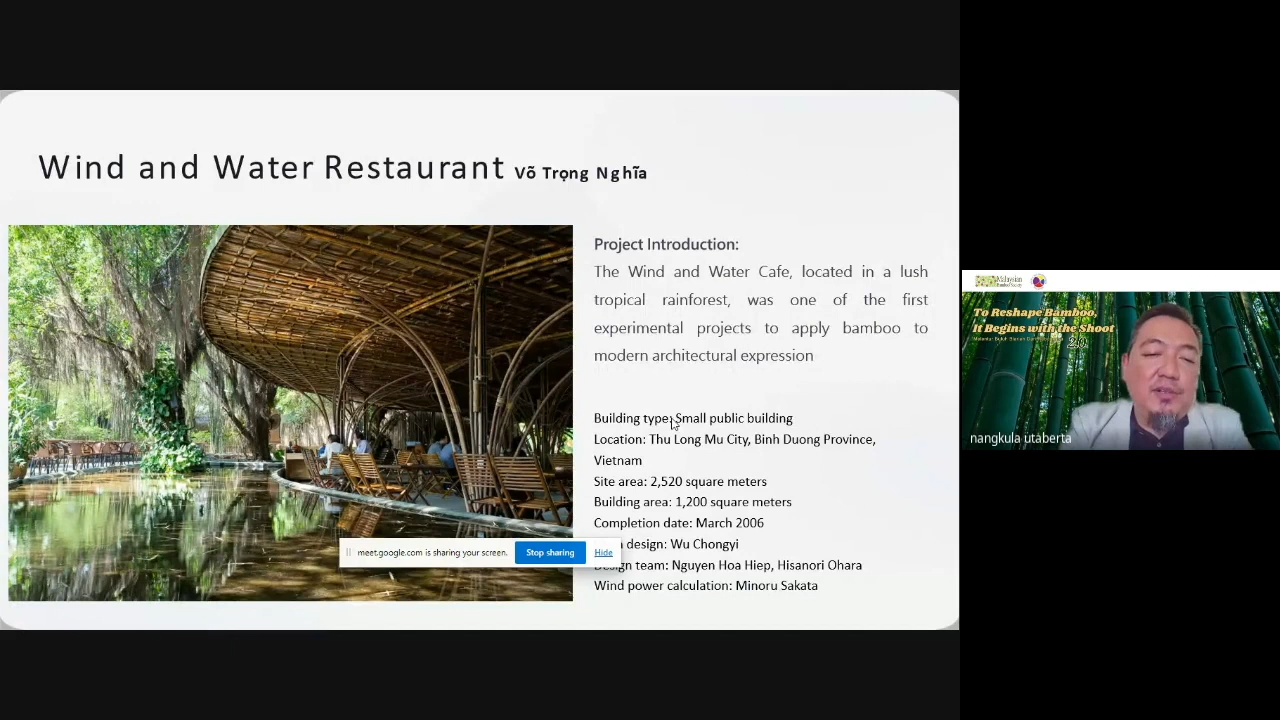 Wind and Water Restaurant Võ Trọng Nghĩa
Project Introduction:
The Wind and Water Cafe, located in a lush
tropical rainforest, was one of the first
experimental projects to apply bamboo to
modern architectural expression
Building type: Small public building
Location: Thu Long Mu City, Binh Duong Province,
Vietnam
Site area: 2,520 square meters
Building area: 1,200 square meters
Completion date: March 2006
design: Wu Chongyi
Design team: Nguyen Hoa Hiep, Hisanori Ohara
Wind power calculation: Minoru Sakata
meet.google.com is sharing your screen.
Stop sharing
Hide
Malaysian
Bamboo Society
To Reshape Bamboo,
It Begins with the Shoot
2.0
nangkula utaberta